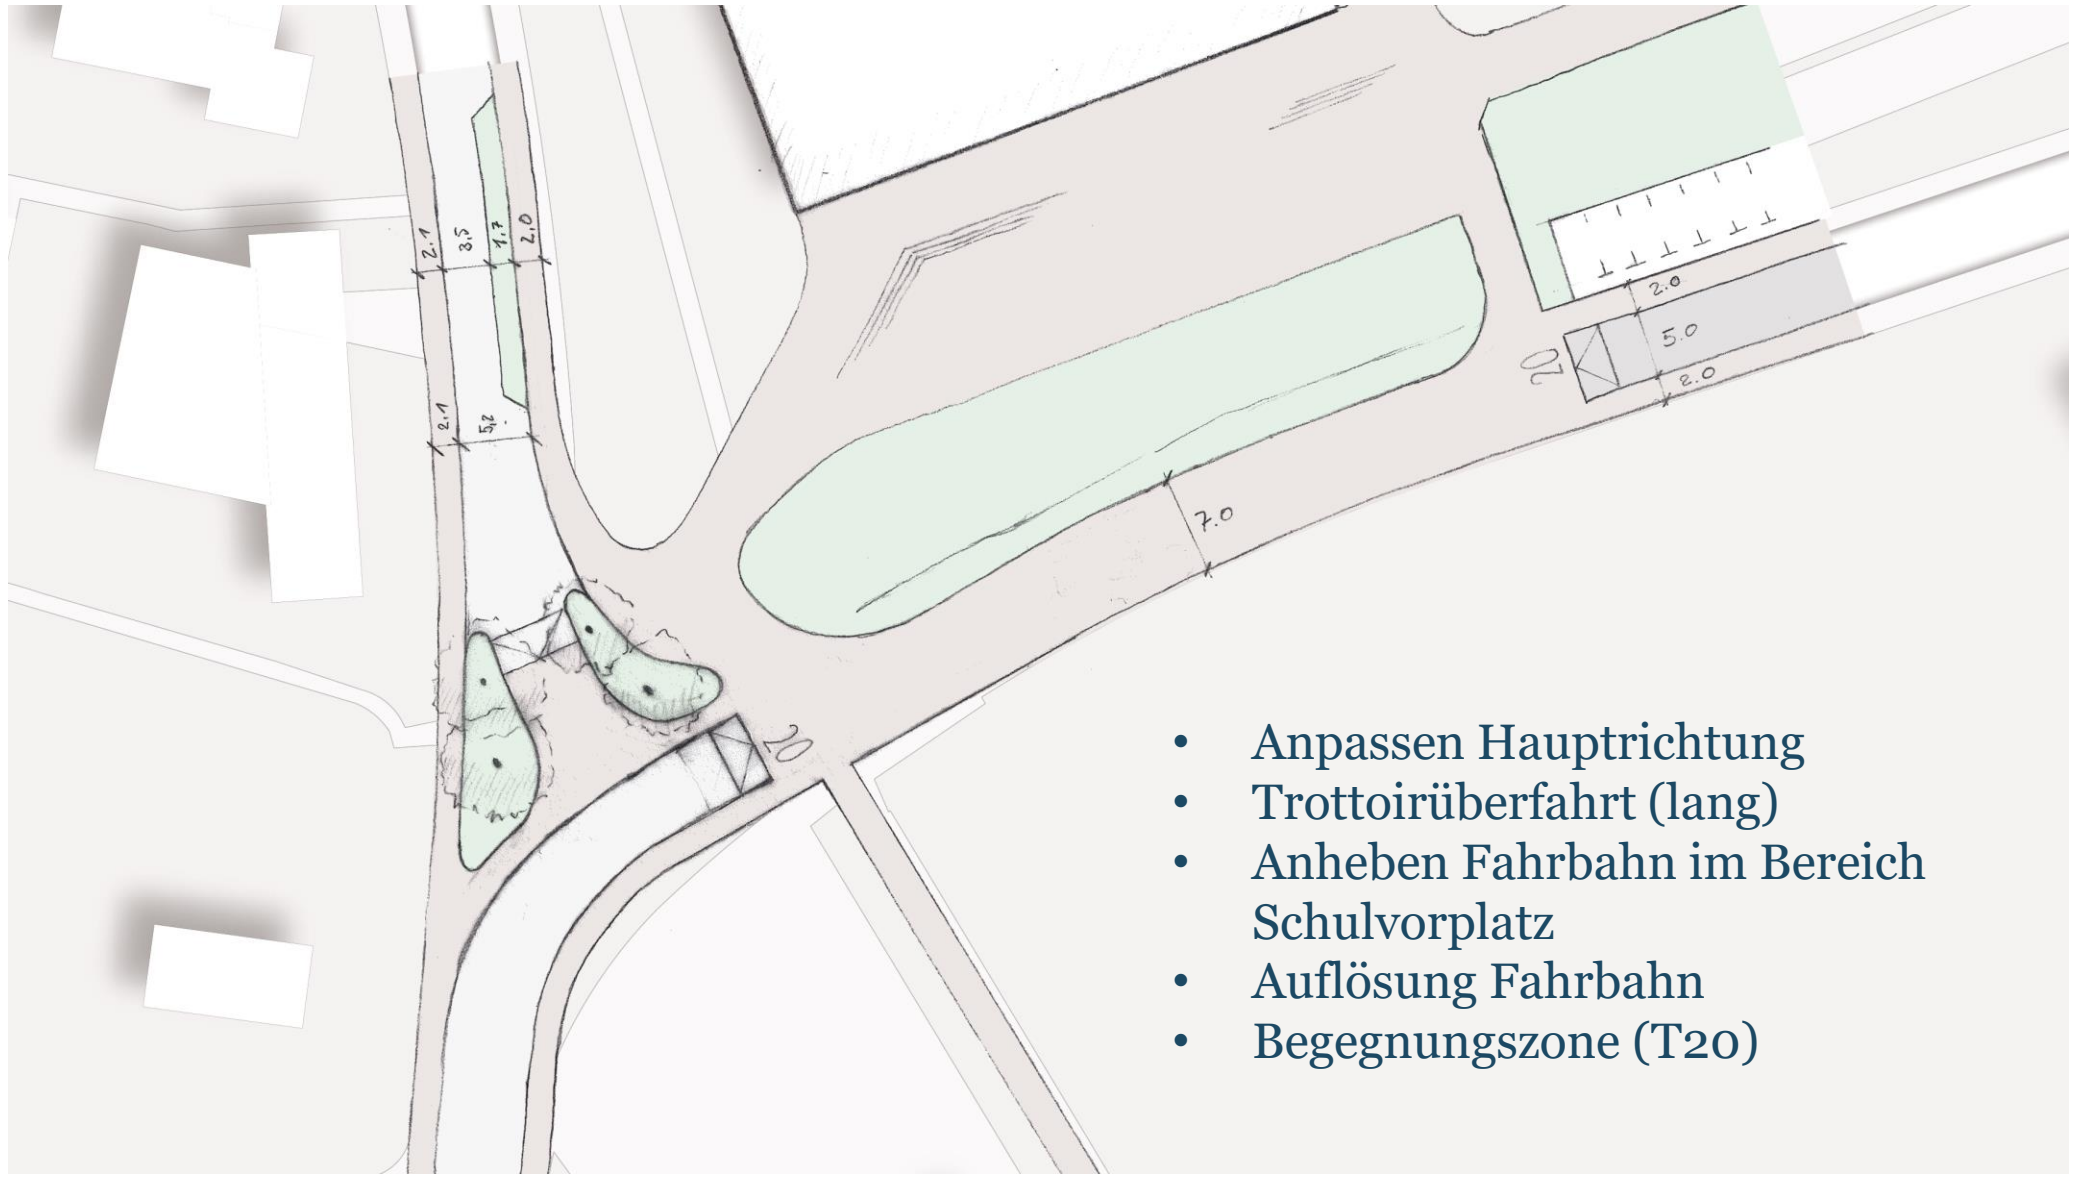 2.1 3.5 1.7 2.0
2.1 5,2
2.0
5.0
2.0
20
7.0
20
• Anpassen Hauptrichtung
• Trottoirüberfahrt (lang)
• Anheben Fahrbahn im Bereich
Schulvorplatz
• Auflösung Fahrbahn
• Begegnungszone (T20)